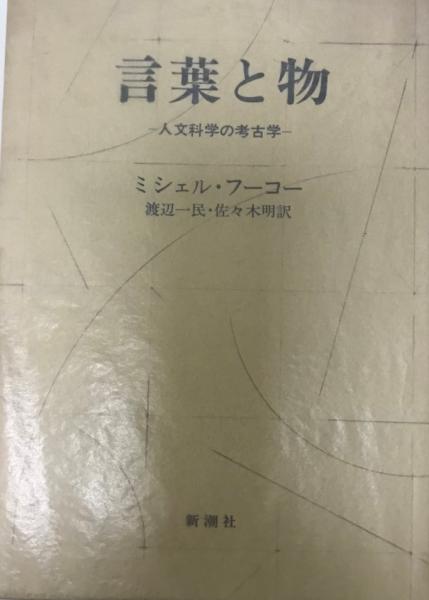 言葉と物
−人文科学の考古学−
ミシェル・フーコー
渡辺一民・佐々木明訳
新潮社